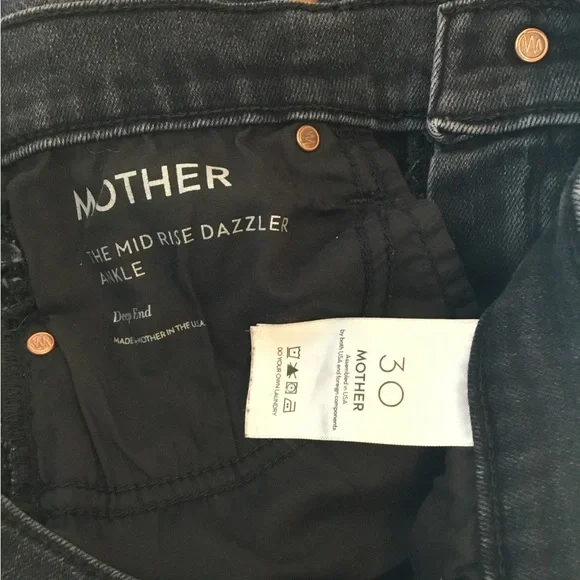 MOTHER
THE MID RISE DAZZLER
ANKLE
Deep End
MADE MOTHER IN THE U.S.A.
30
MOTHER
Assembled in USA
by both USA and foreign components
DO YOUR OWN LAUNDRY